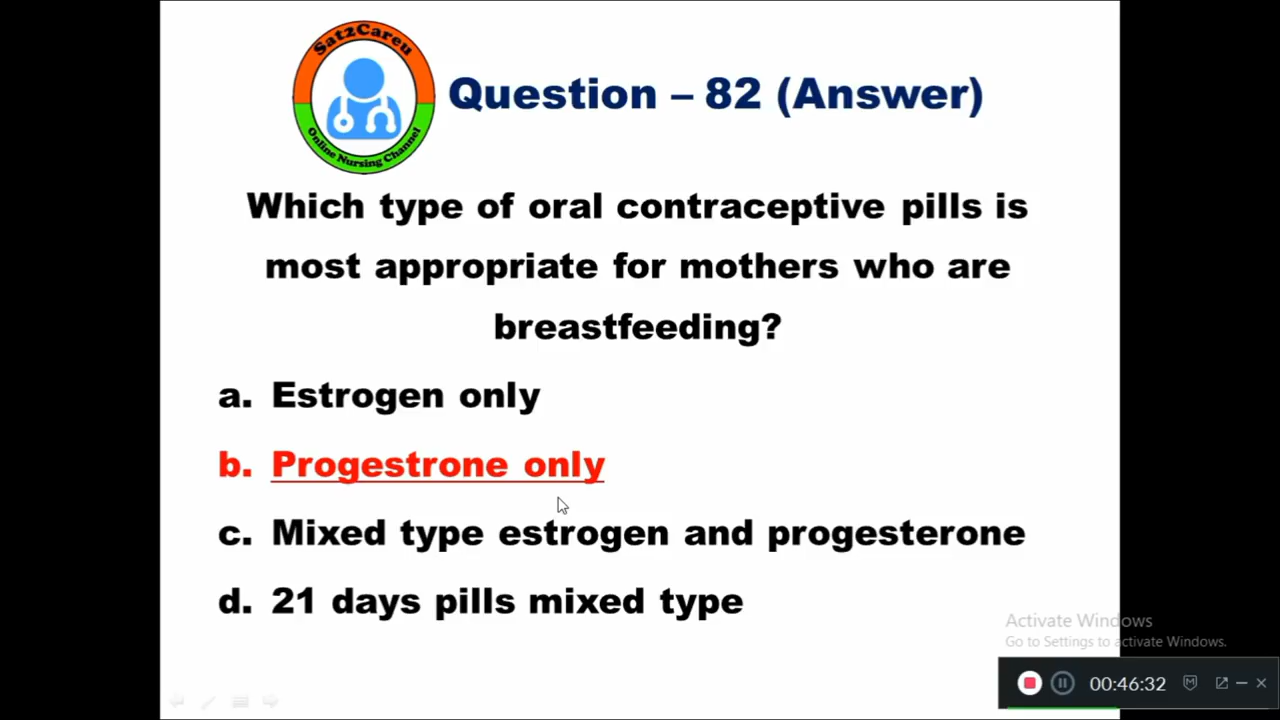 Sat2Careu
Online Nursing Channel
Question – 82 (Answer)
Which type of oral contraceptive pills is
most appropriate for mothers who are
breastfeeding?
a. Estrogen only
b. Progestrone only
c. Mixed type estrogen and progesterone
d. 21 days pills mixed type
Activate Windows
Go to Settings to activate Windows.
00:46:32